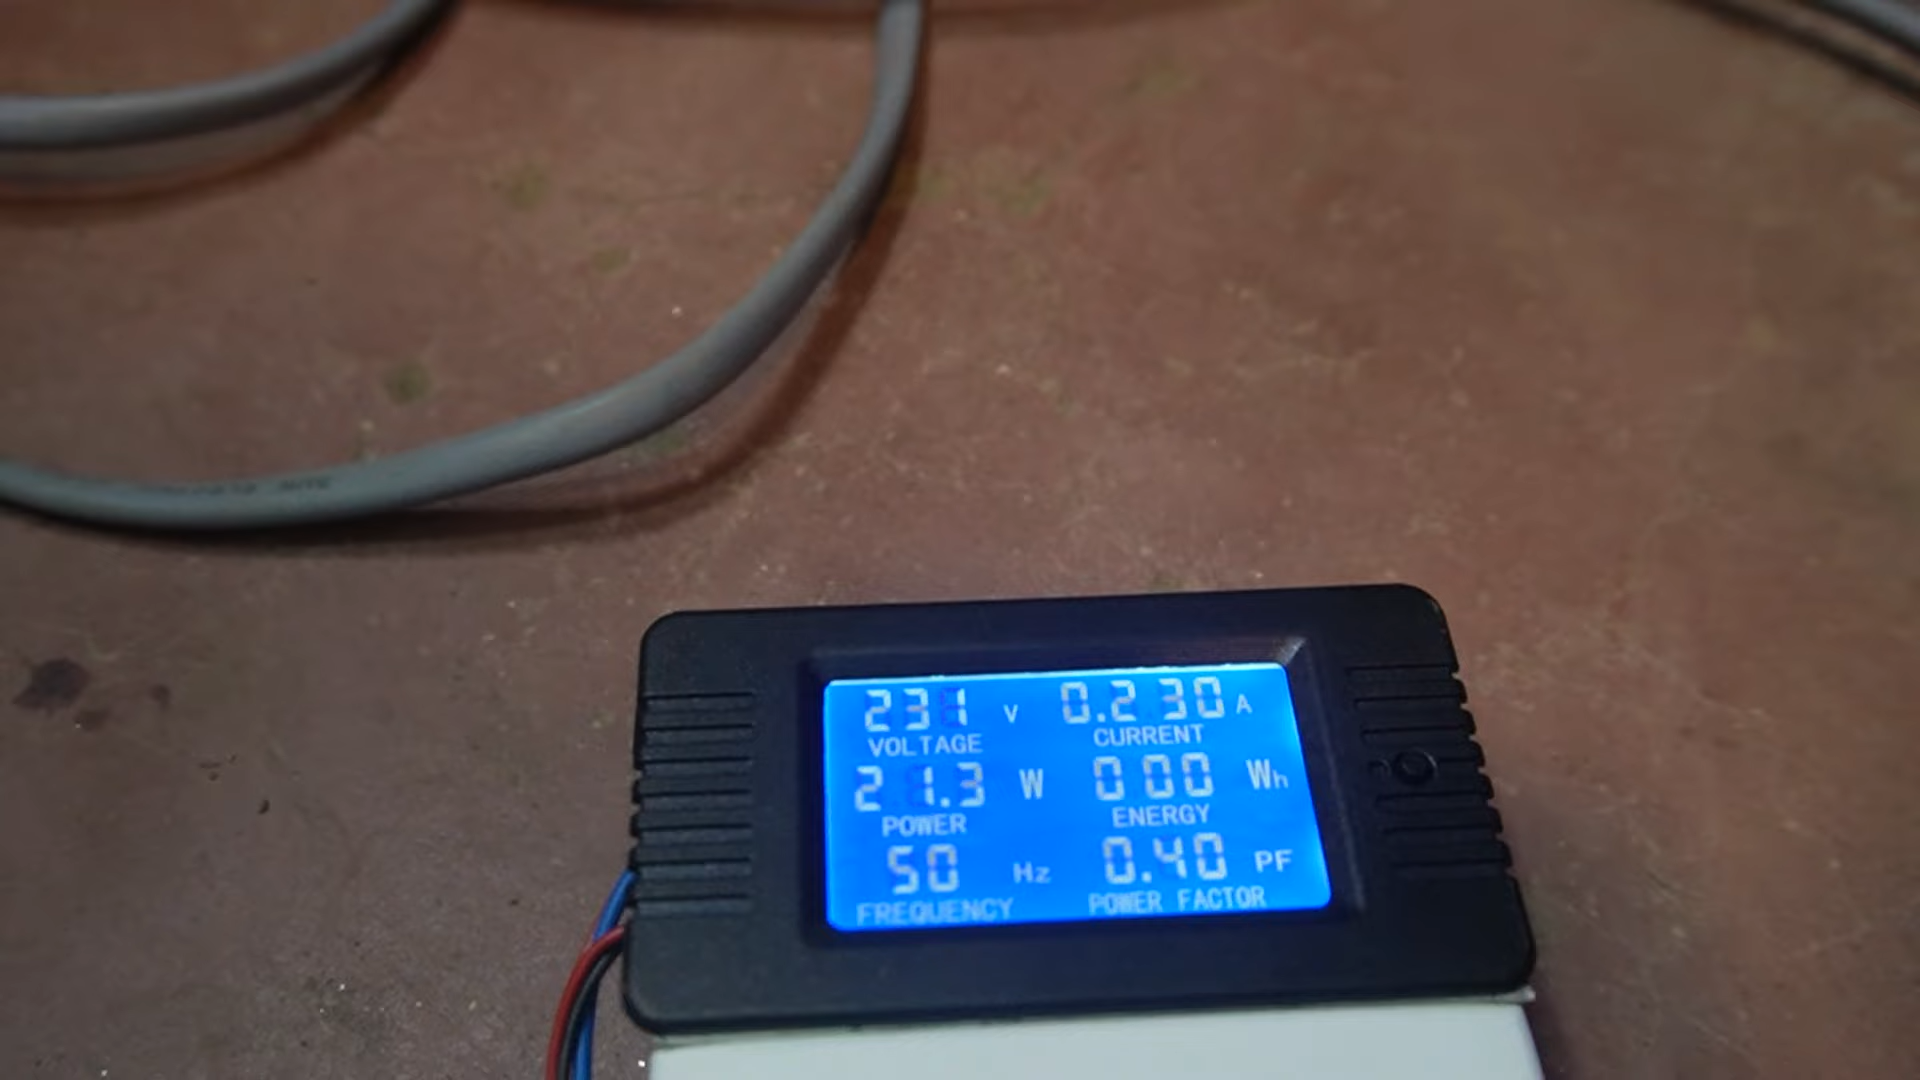 231 V 0.230 A
VOLTAGE CURRENT
21.3 W 000 Wh
POWER ENERGY
50 Hz 0.40 PF
FREQUENCY POWER FACTOR